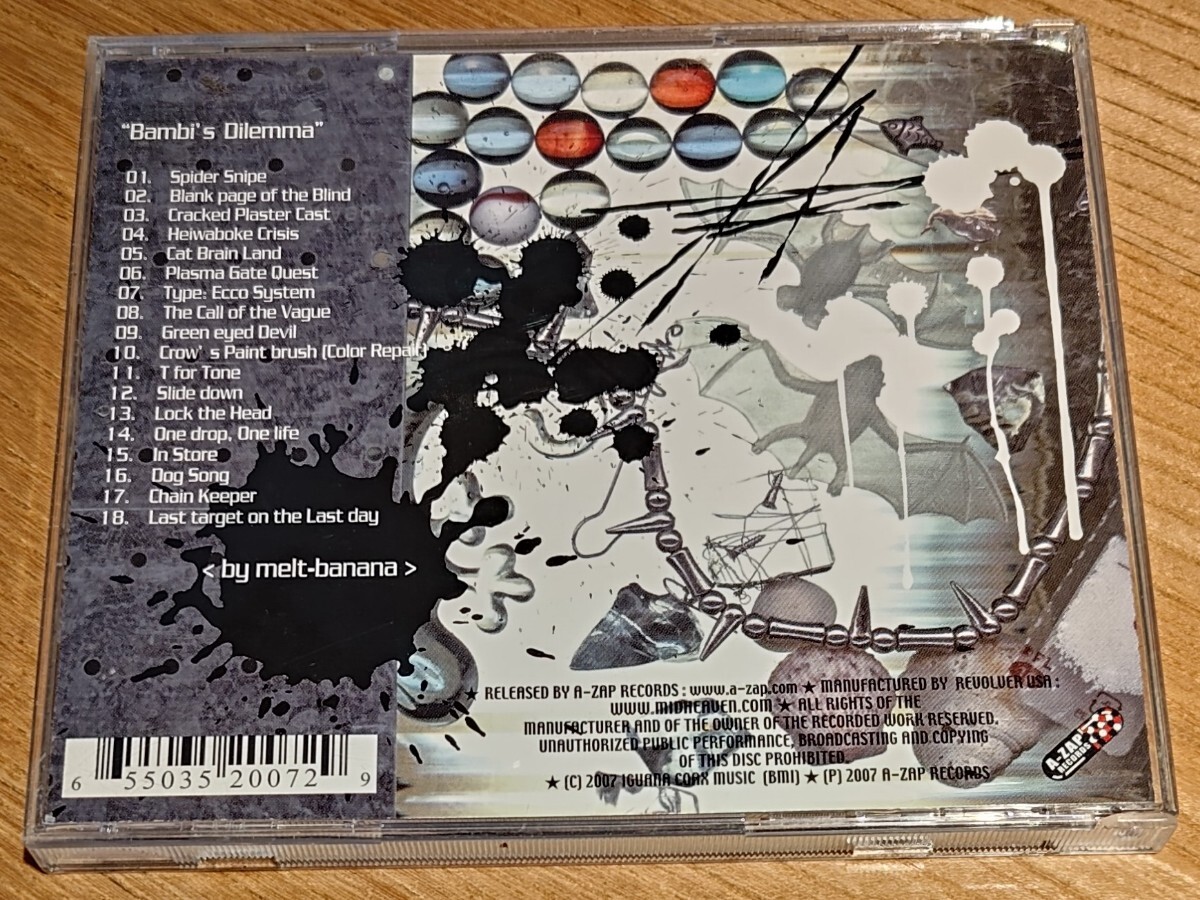 "Bambi's Dilemma"
01. Spider Snipe
02. Blank page of the Blind
03. Cracked Plaster Cast
04. Heiwaboke Crisis
05. Cat Brain Land
06. Plasma Gate Quest
07. Type: Ecco System
08. The Call of the Vague
09. Green eyed Devil
10. Crow's Paint brush (Color Repair)
11. T for Tone
12. Slide down
13. Lock the Head
14. One drop, One life
15. In Store
16. Dog Song
17. Chain Keeper
18. Last target on the Last day
< by melt-banana >
6 55035 20072 9
★ RELEASED BY A-ZAP RECORDS : www.a-zap.com ★ MANUFACTURED BY REVOLVER USA :
www.MIDHEAVEN.COM ★ ALL RIGHTS OF THE
MANUFACTURER AND OF THE OWNER OF THE RECORDED WORK RESERVED.
UNAUTHORIZED PUBLIC PERFORMANCE, BROADCASTING AND COPYING
OF THIS DISC PROHIBITED.
★ (C) 2007 IGUANA COAX MUSIC (BMI) ★ (P) 2007 A-ZAP RECORDS
A-ZAP
RECORDS